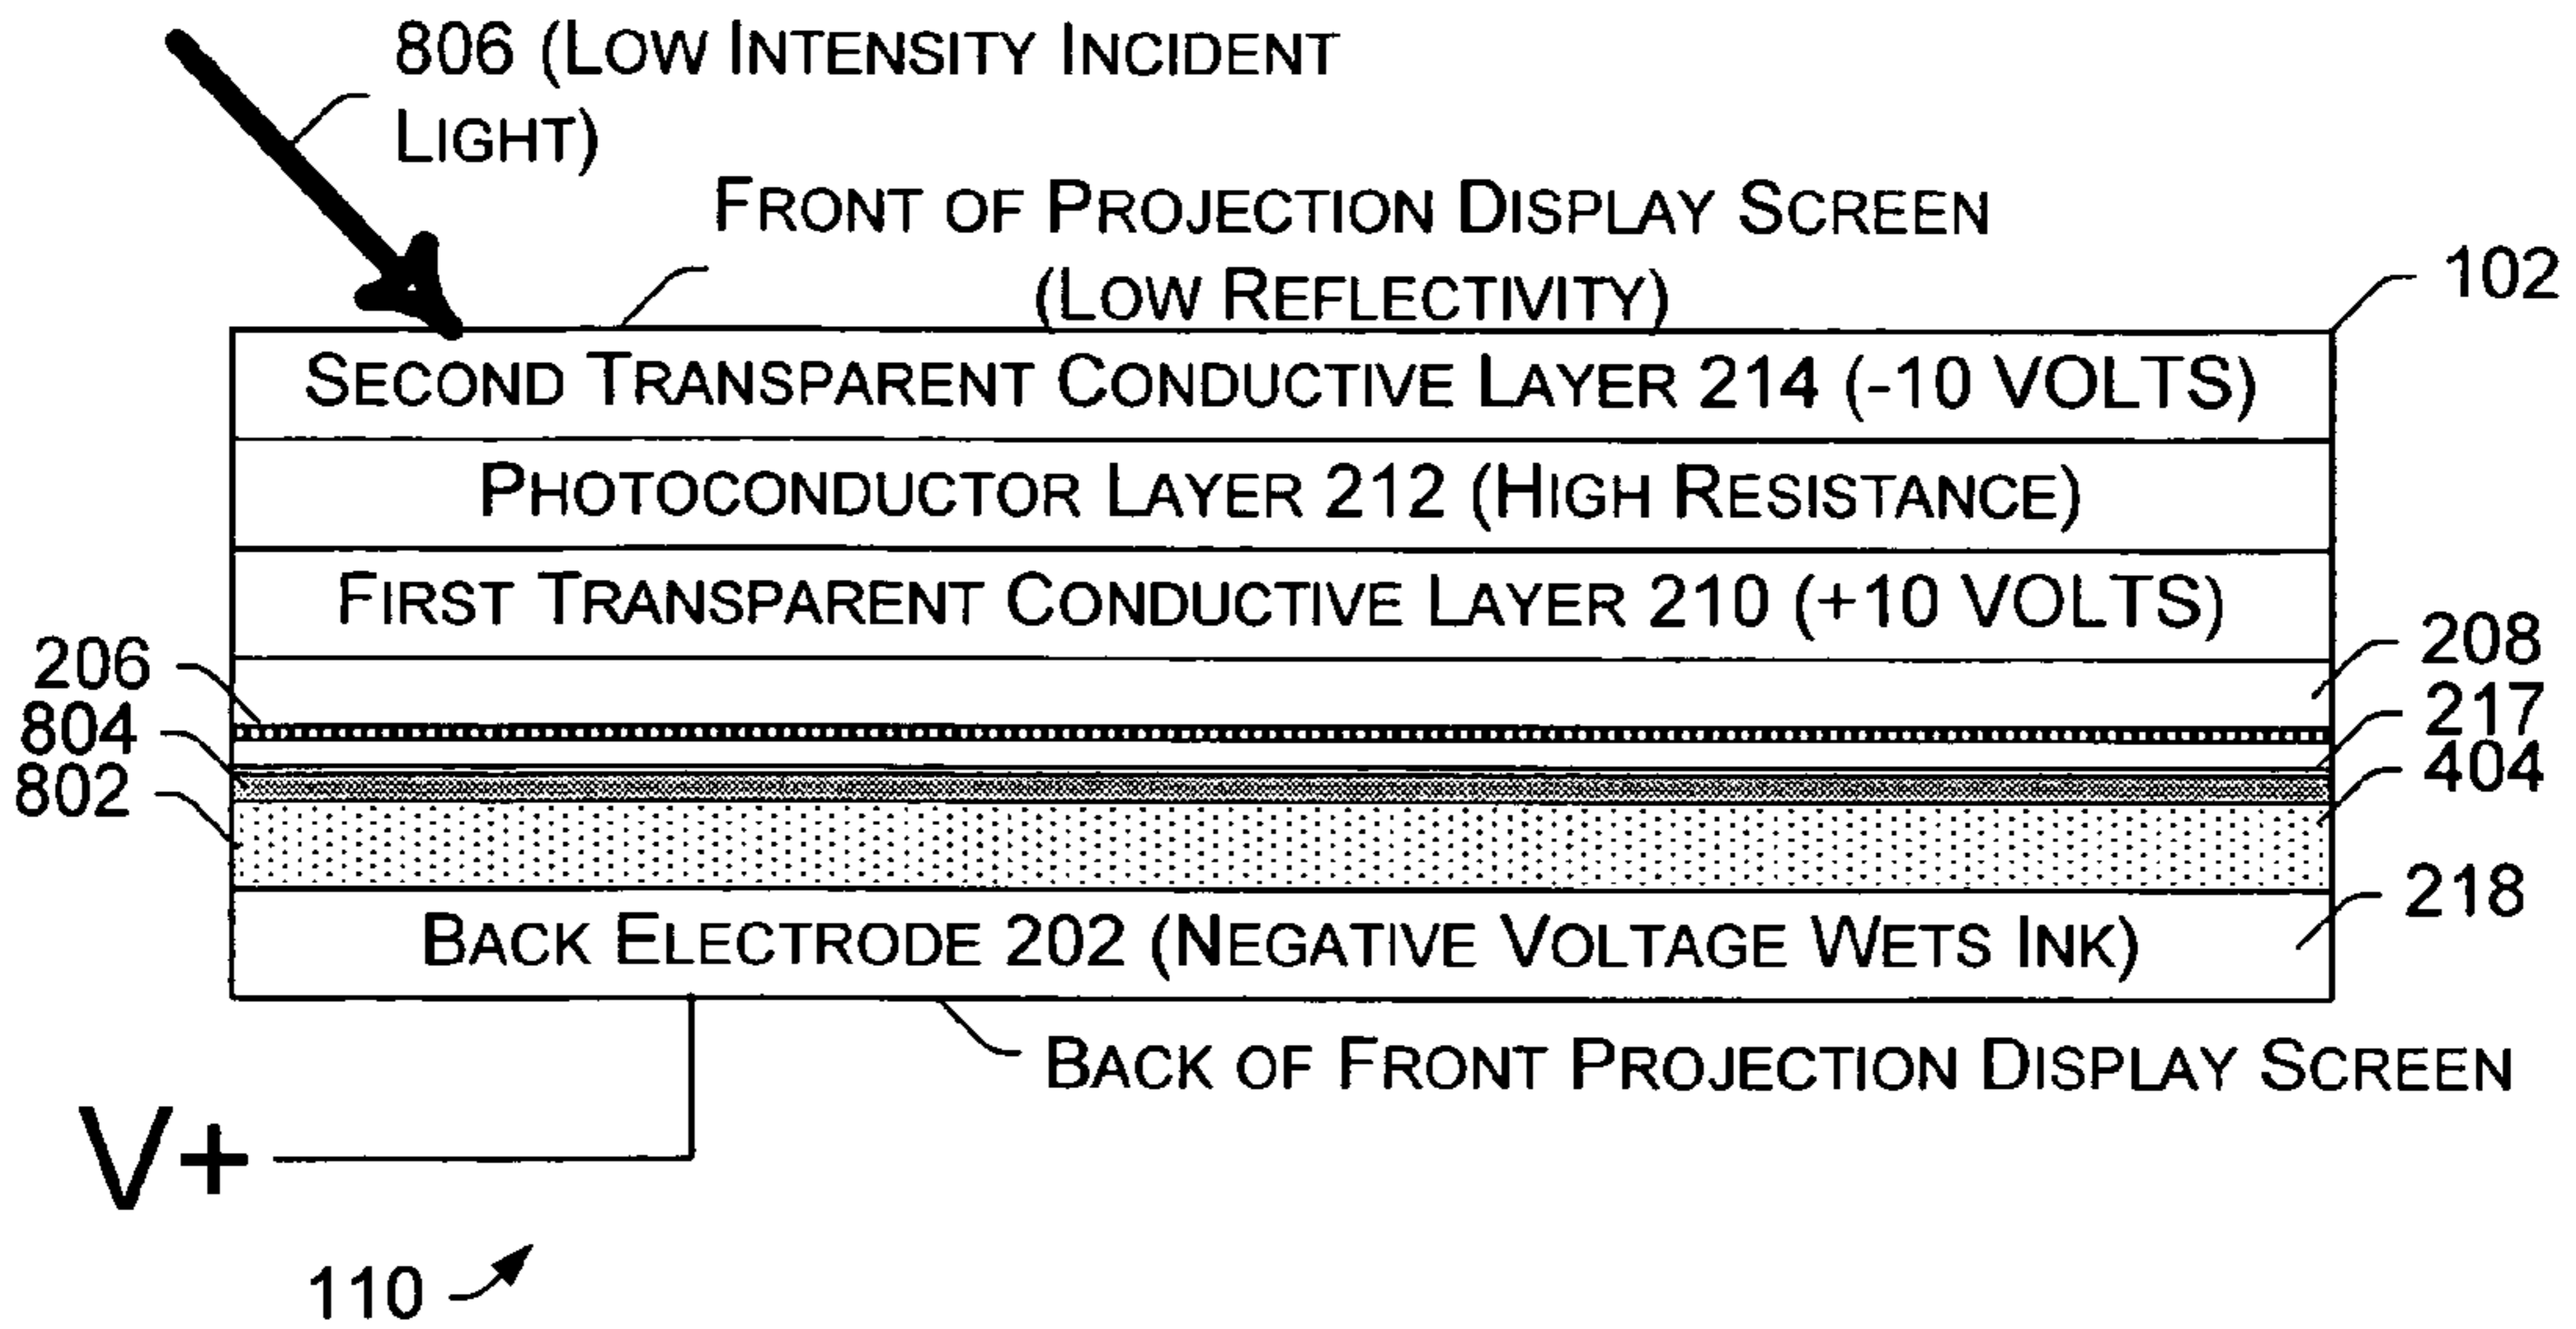 806 (LOW INTENSITY INCIDENT
LIGHT)
FRONT OF PROJECTION DISPLAY SCREEN
(LOW REFLECTIVITY)
102
SECOND TRANSPARENT CONDUCTIVE LAYER 214 (-10 VOLTS)
PHOTOCONDUCTOR LAYER 212 (HIGH RESISTANCE)
FIRST TRANSPARENT CONDUCTIVE LAYER 210 (+10 VOLTS)
206
208
804
217
802
404
218
BACK ELECTRODE 202 (NEGATIVE VOLTAGE WETS INK)
BACK OF FRONT PROJECTION DISPLAY SCREEN
V+
110